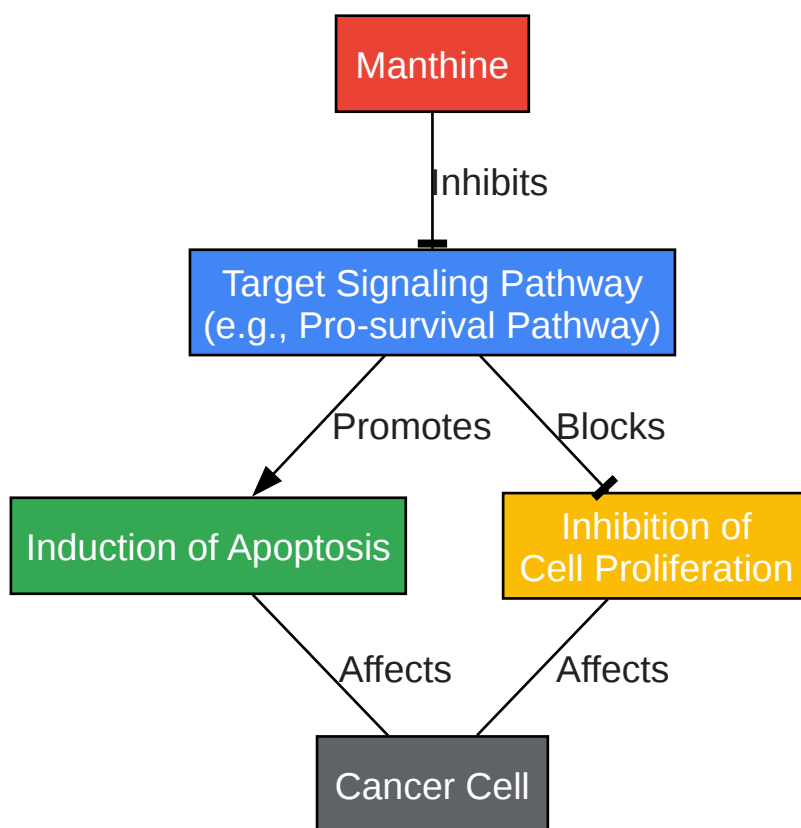 Manthine
Inhibits
Target Signaling Pathway
(e.g., Pro-survival Pathway)
Promotes
Blocks
Induction of Apoptosis
Inhibition of
Cell Proliferation
Affects
Affects
Cancer Cell